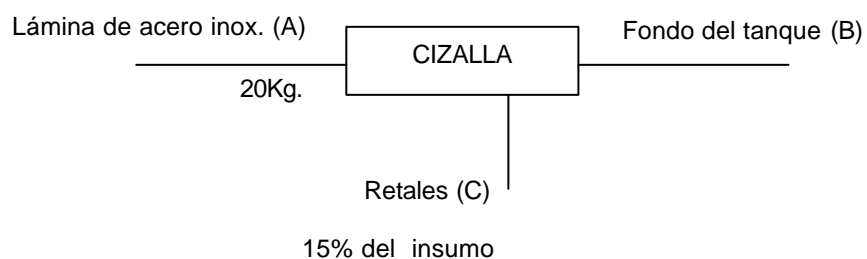 Lámina de acero inox. (A)
Fondo del tanque (B)
CIZALLA
20Kg.
Retales (C)
15% del insumo